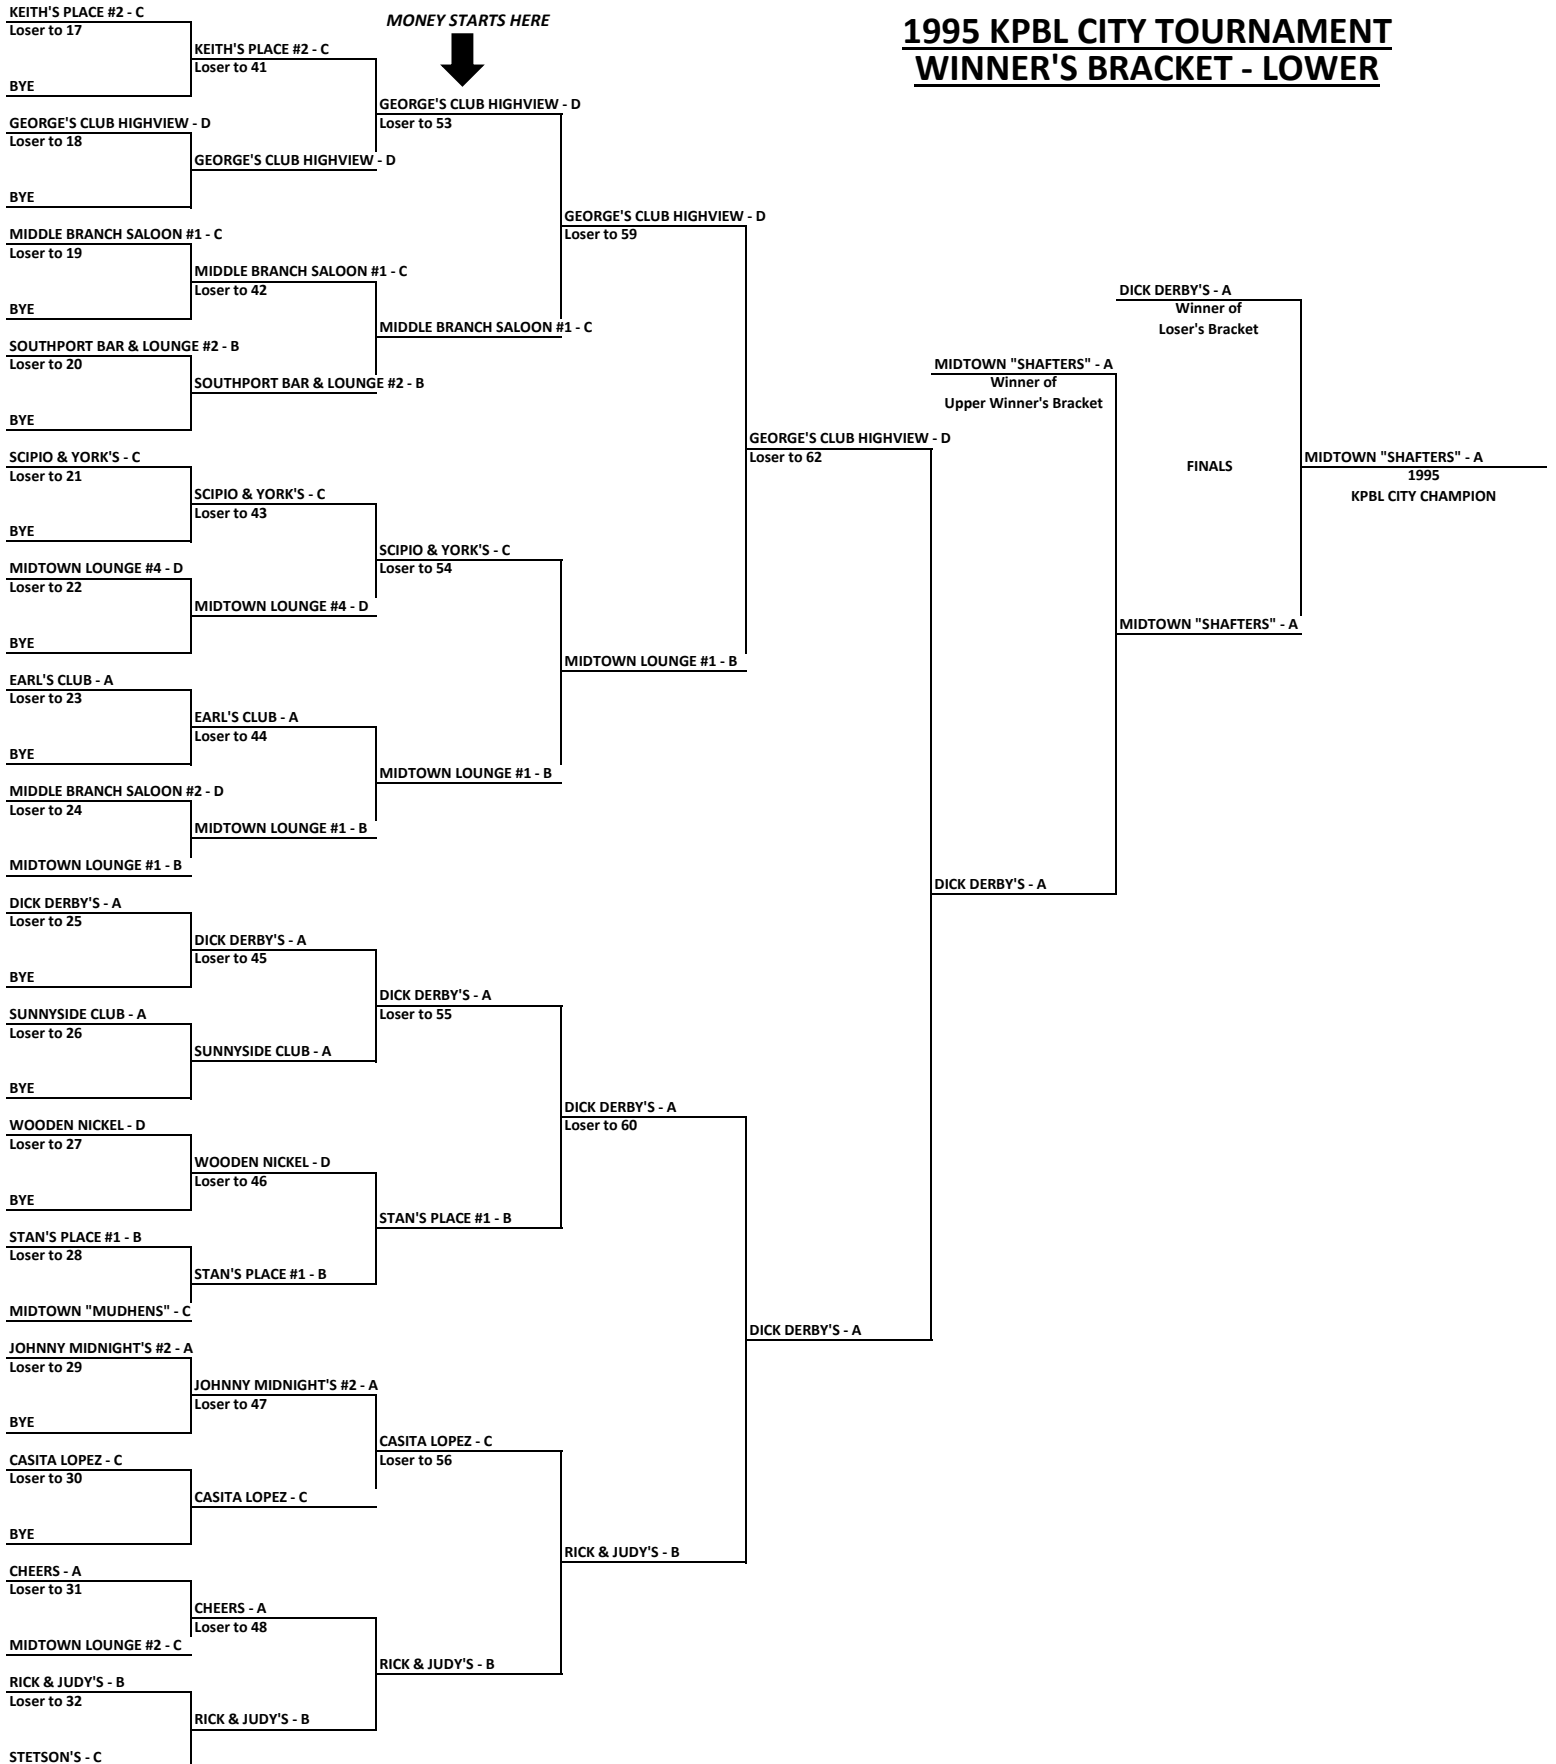 KEITH'S PLACE #2 - C
Loser to 17
MONEY STARTS HERE
1995 KPBL CITY TOURNAMENT
WINNER'S BRACKET - LOWER
KEITH'S PLACE #2 - C
Loser to 41
BYE
GEORGE'S CLUB HIGHVIEW - D
Loser to 53
GEORGE'S CLUB HIGHVIEW - D
Loser to 18
GEORGE'S CLUB HIGHVIEW - D
BYE
GEORGE'S CLUB HIGHVIEW - D
Loser to 59
MIDDLE BRANCH SALOON #1 - C
Loser to 19
MIDDLE BRANCH SALOON #1 - C
Loser to 42
DICK DERBY'S - A
Winner of
Loser's Bracket
BYE
MIDDLE BRANCH SALOON #1 - C
SOUTHPORT BAR & LOUNGE #2 - B
Loser to 20
MIDTOWN "SHAFTERS" - A
Winner of
Upper Winner's Bracket
SOUTHPORT BAR & LOUNGE #2 - B
BYE
GEORGE'S CLUB HIGHVIEW - D
Loser to 62
SCIPIO & YORK'S - C
Loser to 21
FINALS
MIDTOWN "SHAFTERS" - A
1995
KPBL CITY CHAMPION
SCIPIO & YORK'S - C
Loser to 43
BYE
SCIPIO & YORK'S - C
Loser to 54
MIDTOWN LOUNGE #4 - D
Loser to 22
MIDTOWN LOUNGE #4 - D
MIDTOWN "SHAFTERS" - A
BYE
MIDTOWN LOUNGE #1 - B
EARL'S CLUB - A
Loser to 23
EARL'S CLUB - A
Loser to 44
BYE
MIDTOWN LOUNGE #1 - B
MIDDLE BRANCH SALOON #2 - D
Loser to 24
MIDTOWN LOUNGE #1 - B
MIDTOWN LOUNGE #1 - B
DICK DERBY'S - A
DICK DERBY'S - A
Loser to 25
DICK DERBY'S - A
Loser to 45
BYE
DICK DERBY'S - A
Loser to 55
SUNNYSIDE CLUB - A
Loser to 26
SUNNYSIDE CLUB - A
BYE
DICK DERBY'S - A
Loser to 60
WOODEN NICKEL - D
Loser to 27
WOODEN NICKEL - D
Loser to 46
BYE
STAN'S PLACE #1 - B
STAN'S PLACE #1 - B
Loser to 28
STAN'S PLACE #1 - B
MIDTOWN "MUDHENS" - C
DICK DERBY'S - A
JOHNNY MIDNIGHT'S #2 - A
Loser to 29
JOHNNY MIDNIGHT'S #2 - A
Loser to 47
BYE
CASITA LOPEZ - C
Loser to 56
CASITA LOPEZ - C
Loser to 30
CASITA LOPEZ - C
BYE
RICK & JUDY'S - B
CHEERS - A
Loser to 31
CHEERS - A
Loser to 48
MIDTOWN LOUNGE #2 - C
RICK & JUDY'S - B
RICK & JUDY'S - B
Loser to 32
RICK & JUDY'S - B
STETSON'S - C